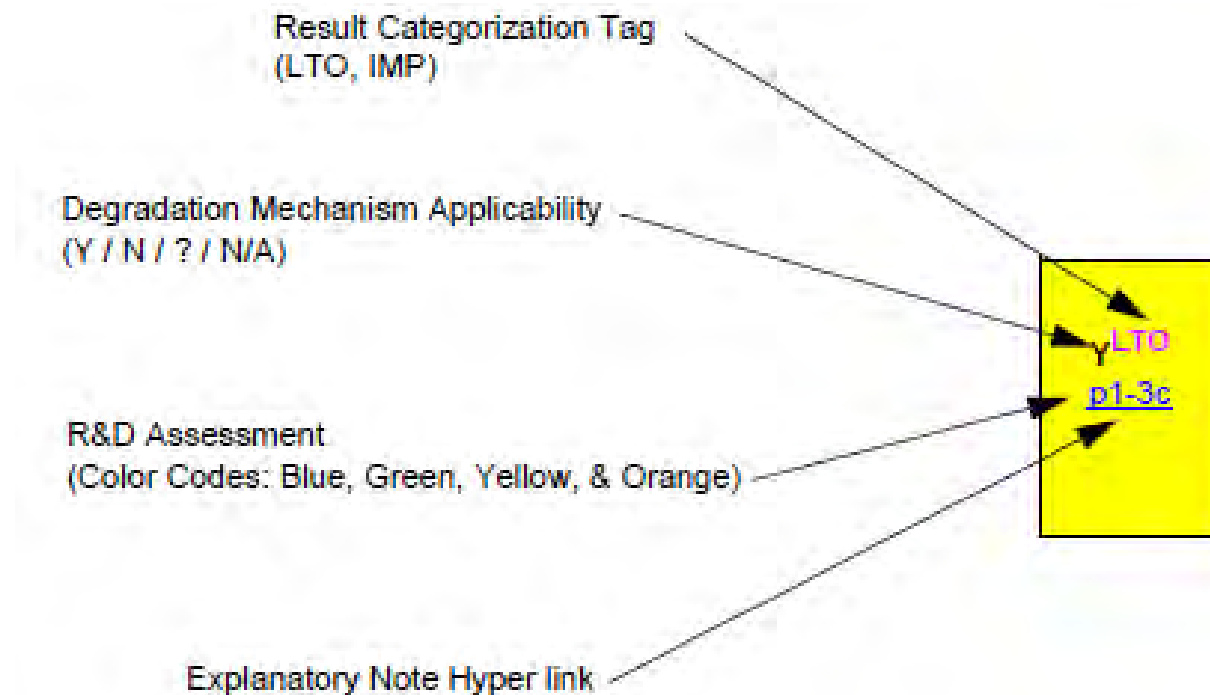 Result Categorization Tag
(LTO, IMP)
Degradation Mechanism Applicability
(Y / N / ? / N/A)
Y LTO
p1-3c
R&D Assessment
(Color Codes: Blue, Green, Yellow, & Orange)
Explanatory Note Hyper link